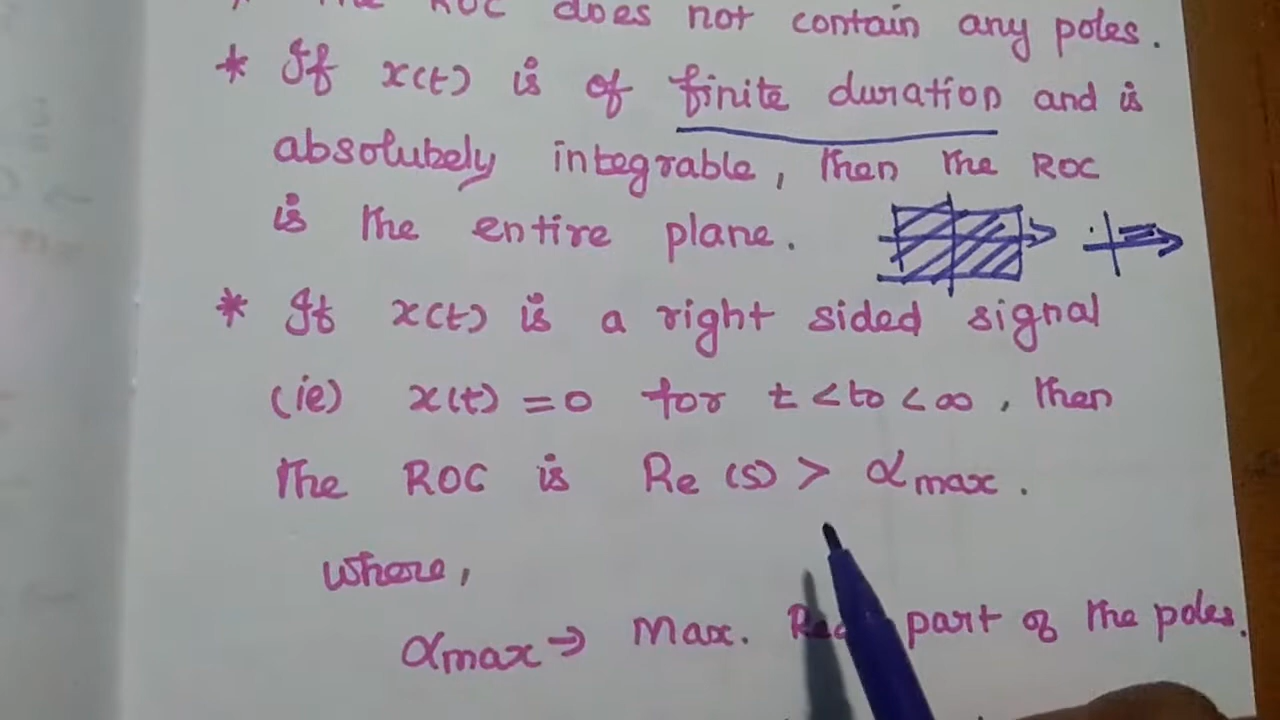 * The ROC does not contain any poles.
* If x(t) is of finite duration and is
absolutely integrable, then the ROC
is the entire plane.
* If x(t) is a right sided signal
(ie) x(t) = 0 for t < to < ∞, then
the ROC is Re(s) > αmax.
where,
αmax → Max. Real part of the poles.